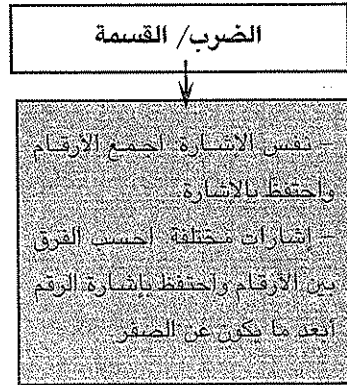 الضرب/ القسمة
– نفس الإشارة: اجمع الأرقام
واحتفظ بالإشارة.
– إشارات مختلفة: احسب الفرق
بين الأرقام واحتفظ بإشارة الرقم
أبعد ما يكون عن الصفر.